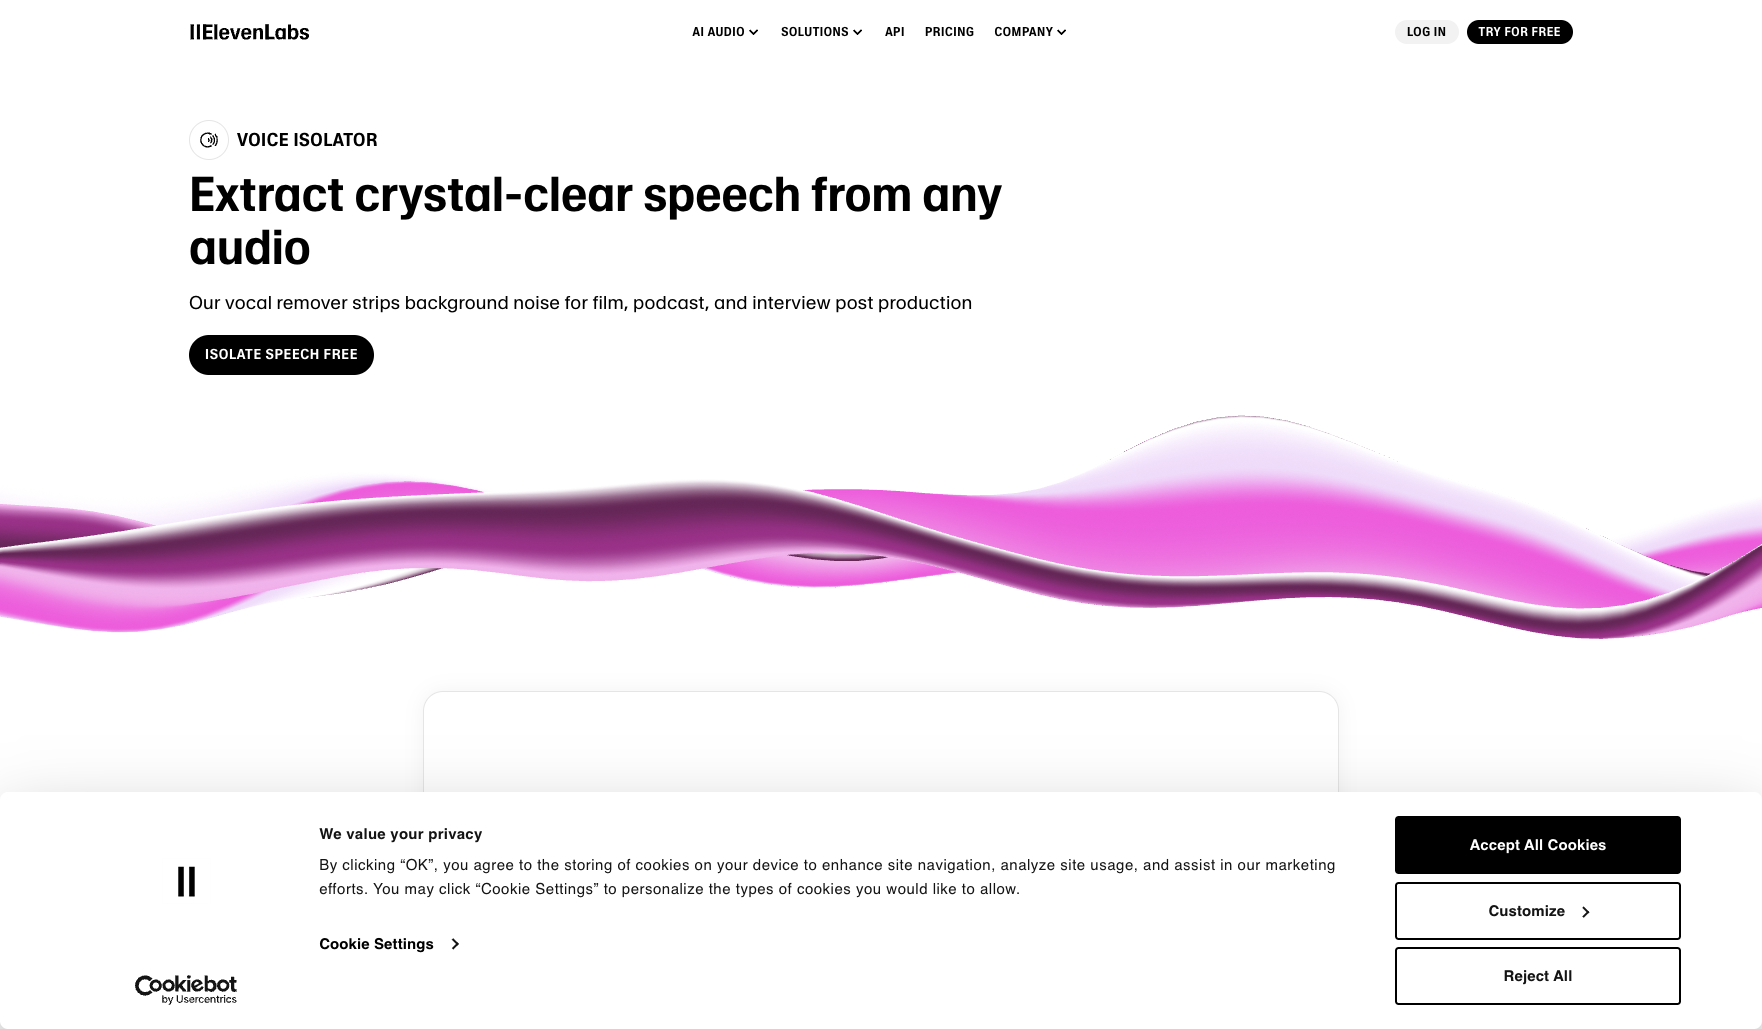 IIElevenLabs
AI AUDIO
SOLUTIONS
API
PRICING
COMPANY
LOG IN
TRY FOR FREE
VOICE ISOLATOR
Extract crystal-clear speech from any
audio
Our vocal remover strips background noise for film, podcast, and interview post production
ISOLATE SPEECH FREE
We value your privacy
By clicking “OK”, you agree to the storing of cookies on your device to enhance site navigation, analyze site usage, and assist in our marketing
efforts. You may click “Cookie Settings” to personalize the types of cookies you would like to allow.
Cookie Settings
Cookiebot
by Usercentrics
Accept All Cookies
Customize
Reject All